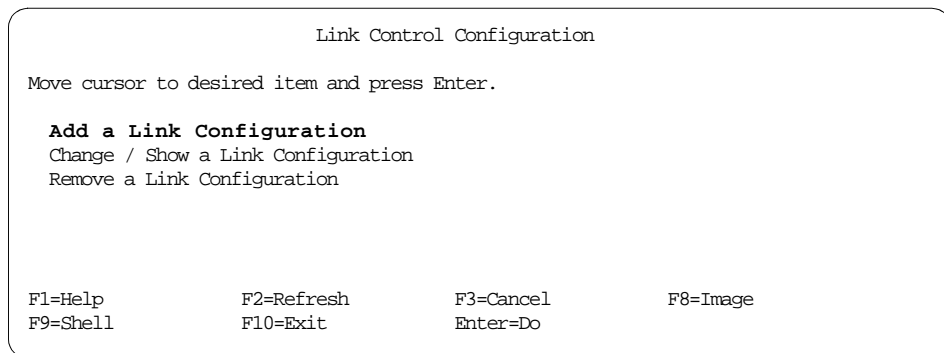 Link Control Configuration
Move cursor to desired item and press Enter.
Add a Link Configuration
Change / Show a Link Configuration
Remove a Link Configuration
F1=Help F2=Refresh F3=Cancel F8=Image
F9=Shell F10=Exit Enter=Do